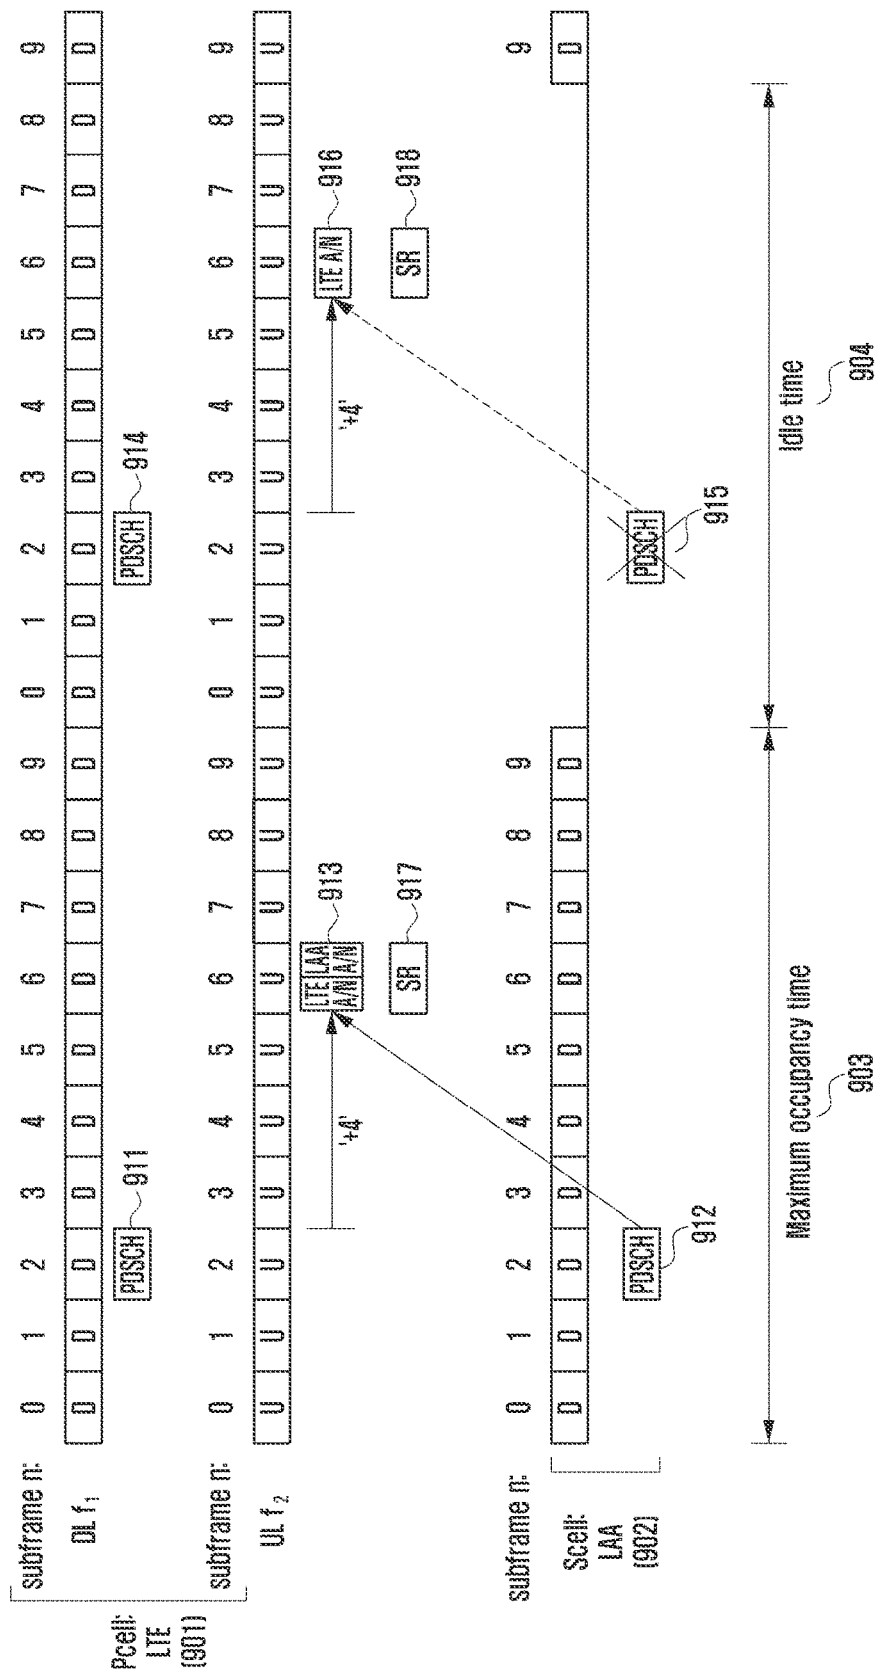 Pcell:
LTE
(901)
subframe n: 0 1 2 3 4 5 6 7 8 9 0 1 2 3 4 5 6 7 8 9
DL f1 D D D D D D D D D D D D D D D D D D D D
PDSCH 911
PDSCH 914
subframe n: 0 1 2 3 4 5 6 7 8 9 0 1 2 3 4 5 6 7 8 9
UL f2 U U U U U U U U U U U U U U U U U U U U
'+4'
LTE LAA
A/N A/N
913
'+4'
LTE A/N 916
SR 917
SR 918
subframe n: 0 1 2 3 4 5 6 7 8 9 9
Scell:
LAA
(902)
D D D D D D D D D D D
PDSCH
912
PDSCH
915
Maximum occupancy time
903
Idle time
904